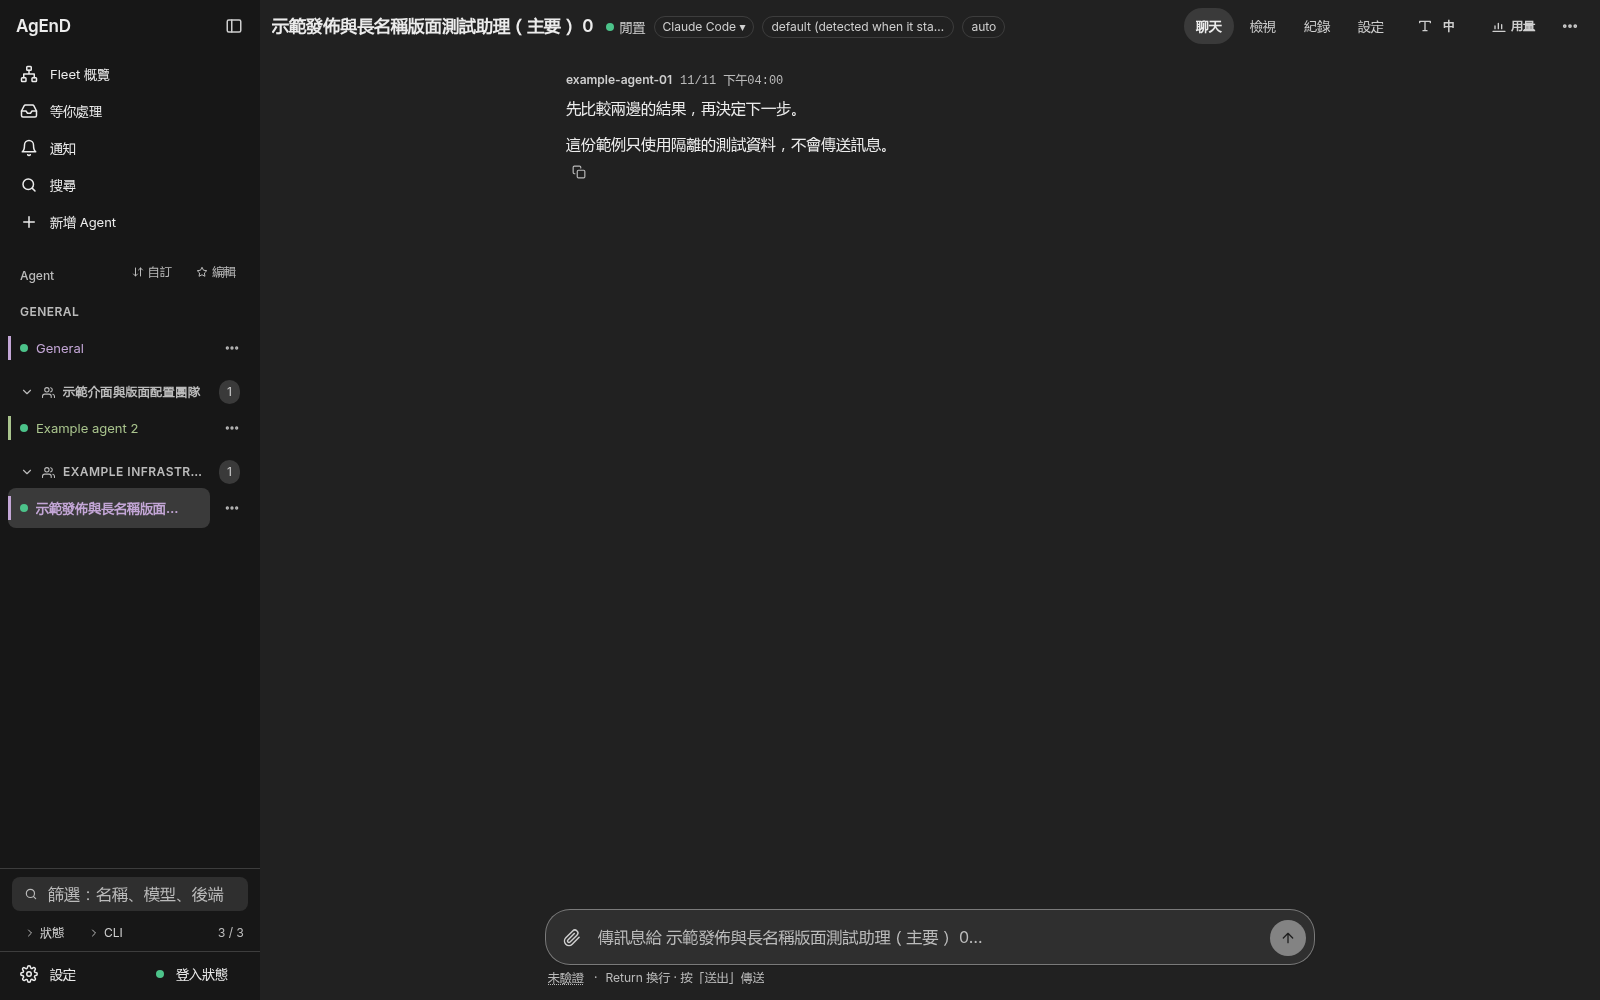 AgEnD
Fleet 概覽
等你處理
通知
搜尋
新增 Agent
Agent
自訂
編輯
GENERAL
General
示範介面與版面配置團隊
1
Example agent 2
EXAMPLE INFRASTR...
1
示範發佈與長名稱版面...
篩選：名稱、模型、後端
狀態
CLI
3 / 3
設定
登入狀態
示範發佈與長名稱版面測試助理（主要）0
閒置
Claude Code ▾
default (detected when it sta...
auto
聊天
檢視
紀錄
設定
中
用量
example-agent-01 11/11 下午04:00
先比較兩邊的結果，再決定下一步。
這份範例只使用隔離的測試資料，不會傳送訊息。
傳訊息給 示範發佈與長名稱版面測試助理（主要）0...
未驗證 · Return 換行 · 按「送出」傳送